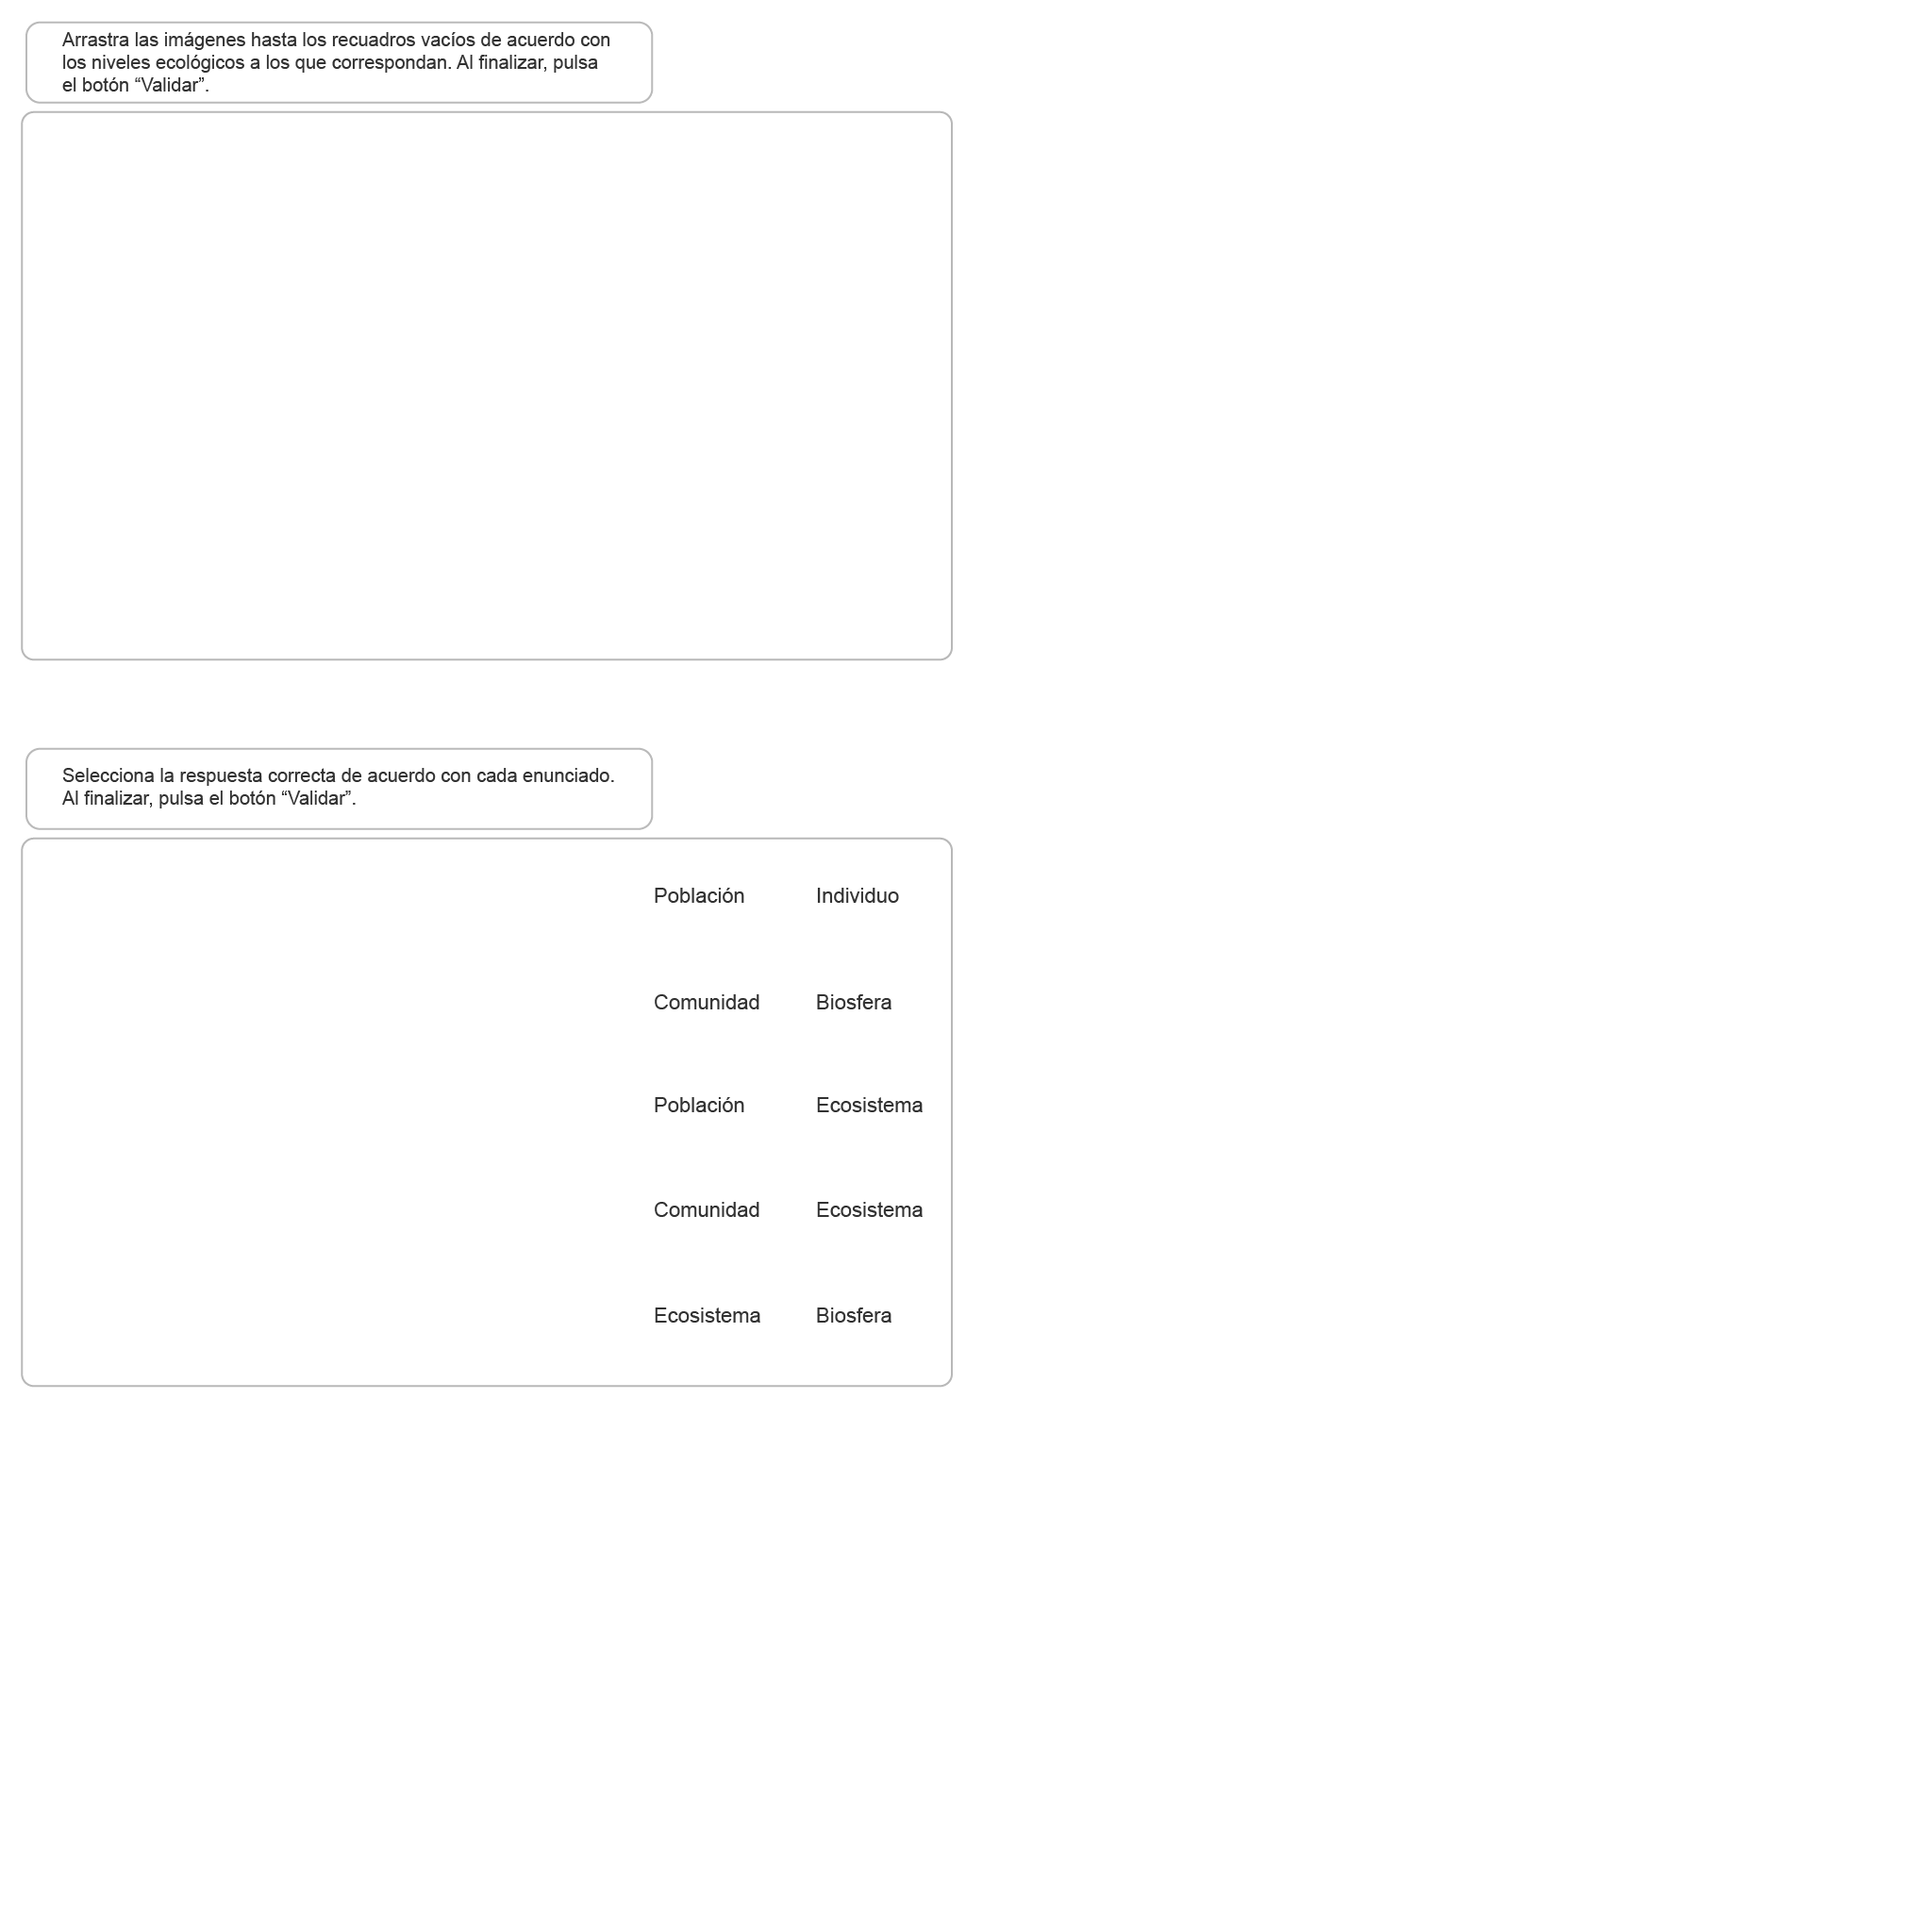 Arrastra las imágenes hasta los recuadros vacíos de acuerdo con
los niveles ecológicos a los que correspondan. Al finalizar, pulsa
el botón “Validar”.
Selecciona la respuesta correcta de acuerdo con cada enunciado.
Al finalizar, pulsa el botón “Validar”.
Población Individuo
Comunidad Biosfera
Población Ecosistema
Comunidad Ecosistema
Ecosistema Biosfera